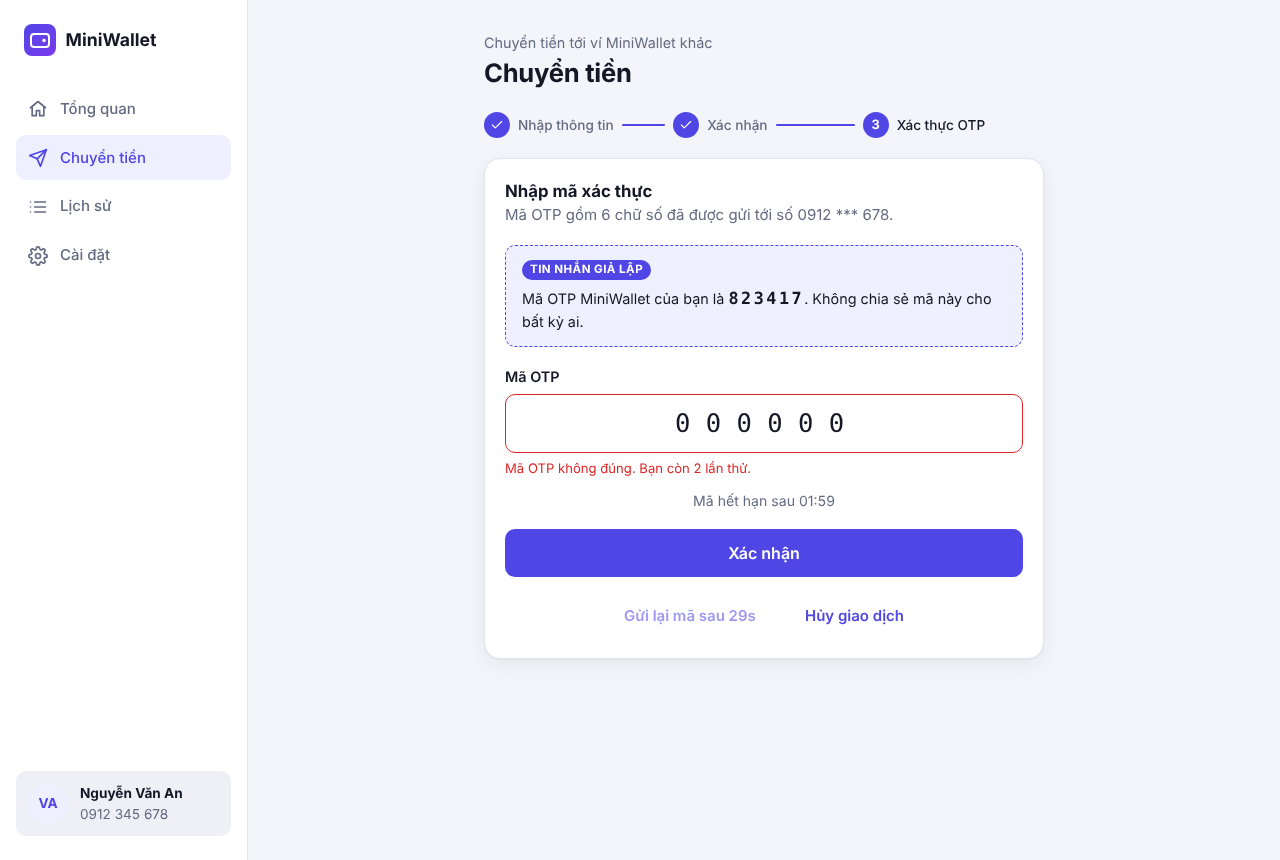 MiniWallet
Tổng quan
Chuyển tiền
Lịch sử
Cài đặt
VA
Nguyễn Văn An
0912 345 678
Chuyển tiền tới ví MiniWallet khác
Chuyển tiền
Nhập thông tin
Xác nhận
3 Xác thực OTP
Nhập mã xác thực
Mã OTP gồm 6 chữ số đã được gửi tới số 0912 *** 678.
TIN NHẮN GIẢ LẬP
Mã OTP MiniWallet của bạn là 823417. Không chia sẻ mã này cho
bất kỳ ai.
Mã OTP
0 0 0 0 0 0
Mã OTP không đúng. Bạn còn 2 lần thử.
Mã hết hạn sau 01:59
Xác nhận
Gửi lại mã sau 29s
Hủy giao dịch